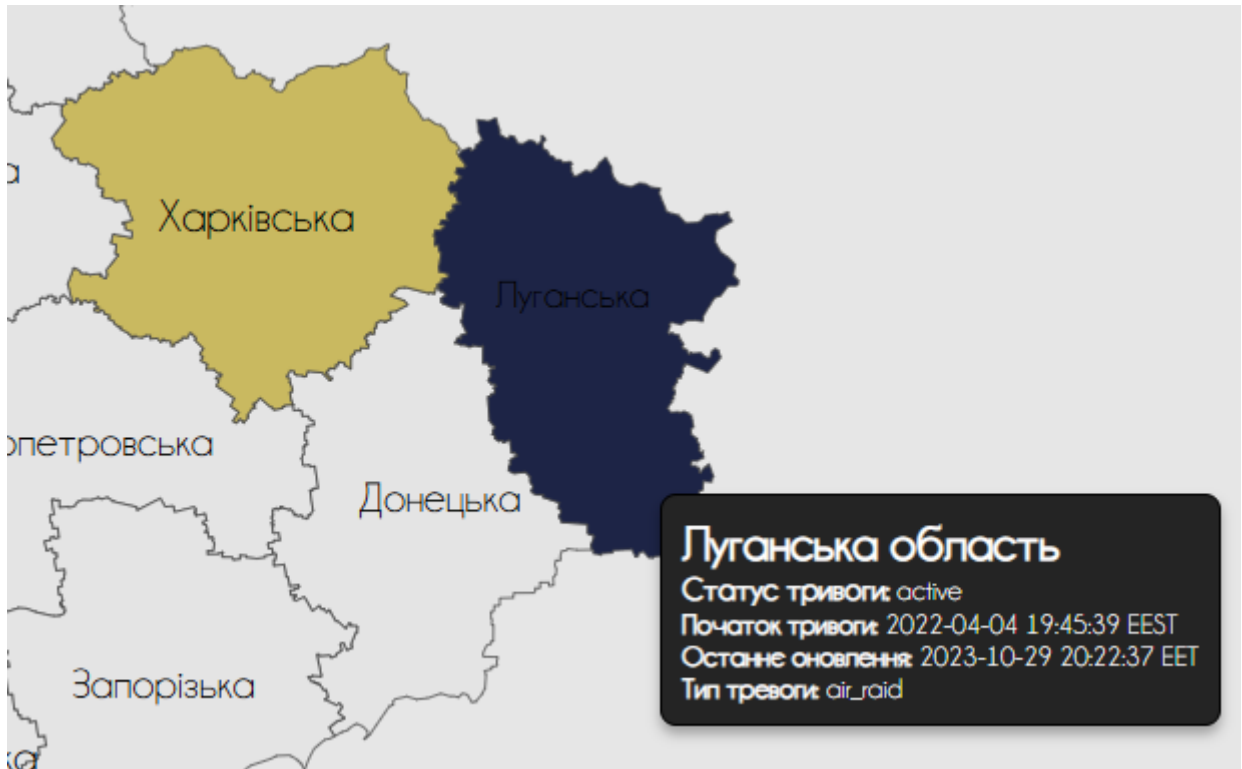 а
Харківська
Луганська
опетровська
Донецька
Запорізька
ка
Луганська область
Статус тривоги: active
Початок тривоги: 2022-04-04 19:45:39 EEST
Останнє оновлення: 2023-10-29 20:22:37 EET
Тип тревоги: air_raid